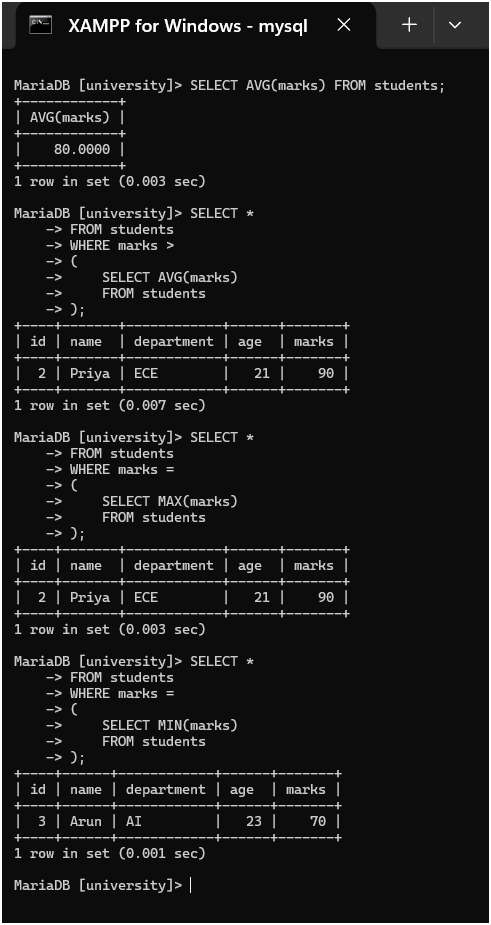 XAMPP for Windows - mysql
MariaDB [university]> SELECT AVG(marks) FROM students;
+------------+
| AVG(marks) |
+------------+
|    80.0000 |
+------------+
1 row in set (0.003 sec)
MariaDB [university]> SELECT *
    -> FROM students
    -> WHERE marks >
    -> (
    ->     SELECT AVG(marks)
    ->     FROM students
    -> );
+----+-------+------------+------+-------+
| id | name  | department | age  | marks |
+----+-------+------------+------+-------+
|  2 | Priya | ECE        |   21 |    90 |
+----+-------+------------+------+-------+
1 row in set (0.007 sec)
MariaDB [university]> SELECT *
    -> FROM students
    -> WHERE marks =
    -> (
    ->     SELECT MAX(marks)
    ->     FROM students
    -> );
+----+-------+------------+------+-------+
| id | name  | department | age  | marks |
+----+-------+------------+------+-------+
|  2 | Priya | ECE        |   21 |    90 |
+----+-------+------------+------+-------+
1 row in set (0.003 sec)
MariaDB [university]> SELECT *
    -> FROM students
    -> WHERE marks =
    -> (
    ->     SELECT MIN(marks)
    ->     FROM students
    -> );
+----+------+------------+------+-------+
| id | name | department | age  | marks |
+----+------+------------+------+-------+
|  3 | Arun | AI         |   23 |    70 |
+----+------+------------+------+-------+
1 row in set (0.001 sec)
MariaDB [university]>